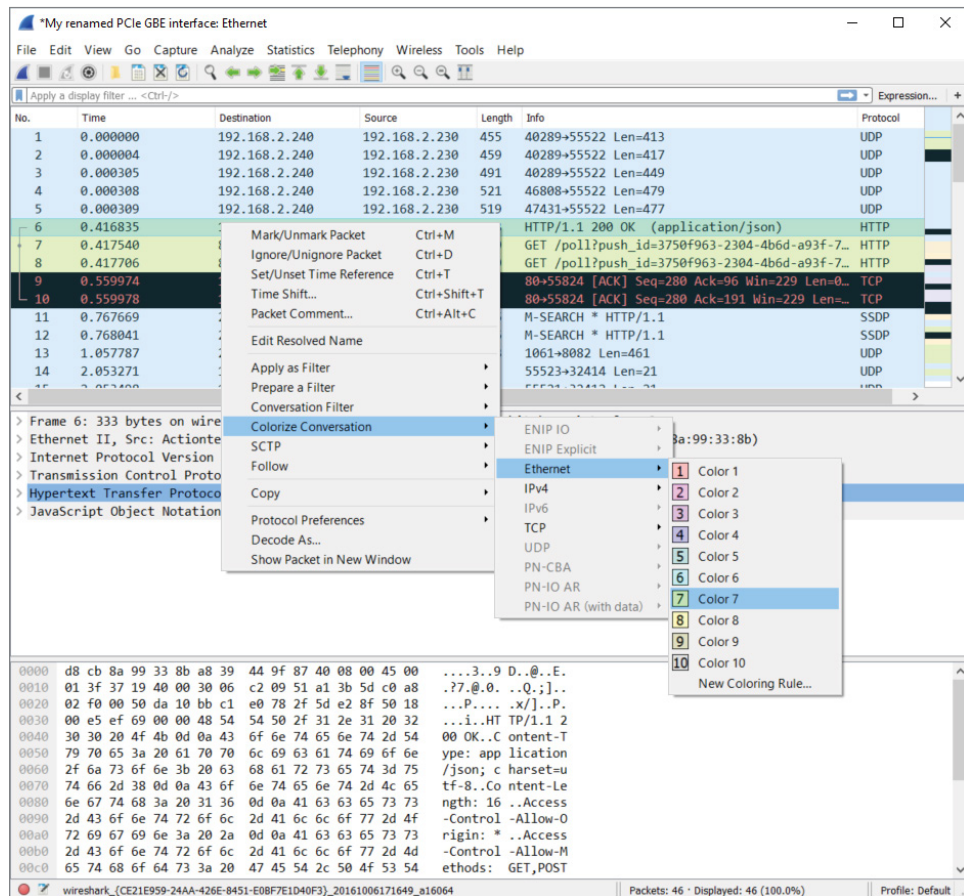 *My renamed PCIe GBE interface: Ethernet
File Edit View Go Capture Analyze Statistics Telephony Wireless Tools Help
Apply a display filter ... <Ctrl-/> Expression... +
No. Time Destination Source Length Info Protocol
1 0.000000 192.168.2.240 192.168.2.230 455 40289→55522 Len=413 UDP
2 0.000004 192.168.2.240 192.168.2.230 459 40289→55522 Len=417 UDP
3 0.000305 192.168.2.240 192.168.2.230 491 40289→55522 Len=449 UDP
4 0.000308 192.168.2.240 192.168.2.230 521 46808→55522 Len=479 UDP
5 0.000309 192.168.2.240 192.168.2.230 519 47431→55522 Len=477 UDP
6 0.416835 HTTP/1.1 200 OK (application/json) HTTP
7 0.417540 GET /poll?push_id=3750f963-2304-4b6d-a93f-7… HTTP
8 0.417706 GET /poll?push_id=3750f963-2304-4b6d-a93f-7… HTTP
9 0.559974 80→55824 [ACK] Seq=280 Ack=96 Win=229 Len=0… TCP
10 0.559978 80→55824 [ACK] Seq=280 Ack=191 Win=229 Len=… TCP
11 0.767669 M-SEARCH * HTTP/1.1 SSDP
12 0.768041 M-SEARCH * HTTP/1.1 SSDP
13 1.057787 1061→8082 Len=461 UDP
14 2.053271 55523→32414 Len=21 UDP
Mark/Unmark Packet Ctrl+M
Ignore/Unignore Packet Ctrl+D
Set/Unset Time Reference Ctrl+T
Time Shift... Ctrl+Shift+T
Packet Comment... Ctrl+Alt+C
Edit Resolved Name
Apply as Filter
Prepare a Filter
Conversation Filter
Colorize Conversation
SCTP
Follow
Copy
Protocol Preferences
Decode As...
Show Packet in New Window
ENIP IO
ENIP Explicit
Ethernet
IPv4
IPv6
TCP
UDP
PN-CBA
PN-IO AR
PN-IO AR (with data)
1 Color 1
2 Color 2
3 Color 3
4 Color 4
5 Color 5
6 Color 6
7 Color 7
8 Color 8
9 Color 9
10 Color 10
New Coloring Rule...
> Frame 6: 333 bytes on wire
> Ethernet II, Src: Actionte 8a:99:33:8b)
> Internet Protocol Version
> Transmission Control Proto
> Hypertext Transfer Protoco
> JavaScript Object Notation
0000 d8 cb 8a 99 33 8b a8 39 44 9f 87 40 08 00 45 00 ....3..9 D..@..E.
0010 01 3f 37 19 40 00 30 06 c2 09 51 a1 3b 5d c0 a8 .?7.@.0. ..Q.;]..
0020 02 f0 00 50 da 10 bb c1 e0 78 2f 5d e2 8f 50 18 ...P.... .x/]..P.
0030 00 e5 ef 69 00 00 48 54 54 50 2f 31 2e 31 20 32 ...i..HT TP/1.1 2
0040 30 30 20 4f 4b 0d 0a 43 6f 6e 74 65 6e 74 2d 54 00 OK..C ontent-T
0050 79 70 65 3a 20 61 70 70 6c 69 63 61 74 69 6f 6e ype: app lication
0060 2f 6a 73 6f 6e 3b 20 63 68 61 72 73 65 74 3d 75 /json; c harset=u
0070 74 66 2d 38 0d 0a 43 6f 6e 74 65 6e 74 2d 4c 65 tf-8..Co ntent-Le
0080 6e 67 74 68 3a 20 31 36 0d 0a 41 63 63 65 73 73 ngth: 16 ..Access
0090 2d 43 6f 6e 74 72 6f 6c 2d 41 6c 6c 6f 77 2d 4f -Control -Allow-O
00a0 72 69 67 69 6e 3a 20 2a 0d 0a 41 63 63 65 73 73 rigin: * ..Access
00b0 2d 43 6f 6e 74 72 6f 6c 2d 41 6c 6c 6f 77 2d 4d -Control -Allow-M
00c0 65 74 68 6f 64 73 3a 20 47 45 54 2c 50 4f 53 54 ethods: GET,POST
wireshark_{CE21E959-24AA-426E-8451-E0BF7E1D40F3}_20161006171649_a16064 Packets: 46 · Displayed: 46 (100.0%) Profile: Default